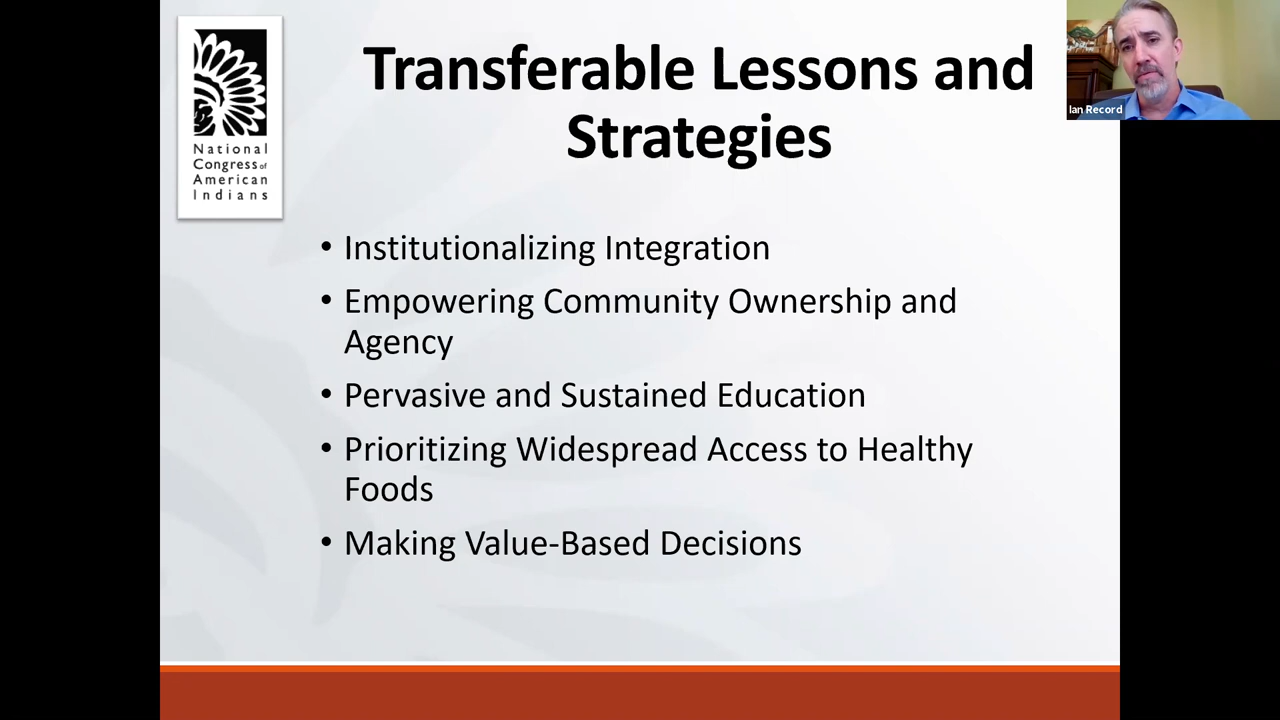 Transferable Lessons and
Strategies
National
Congress of
American
Indians
Ian Record
• Institutionalizing Integration
• Empowering Community Ownership and
Agency
• Pervasive and Sustained Education
• Prioritizing Widespread Access to Healthy
Foods
• Making Value-Based Decisions